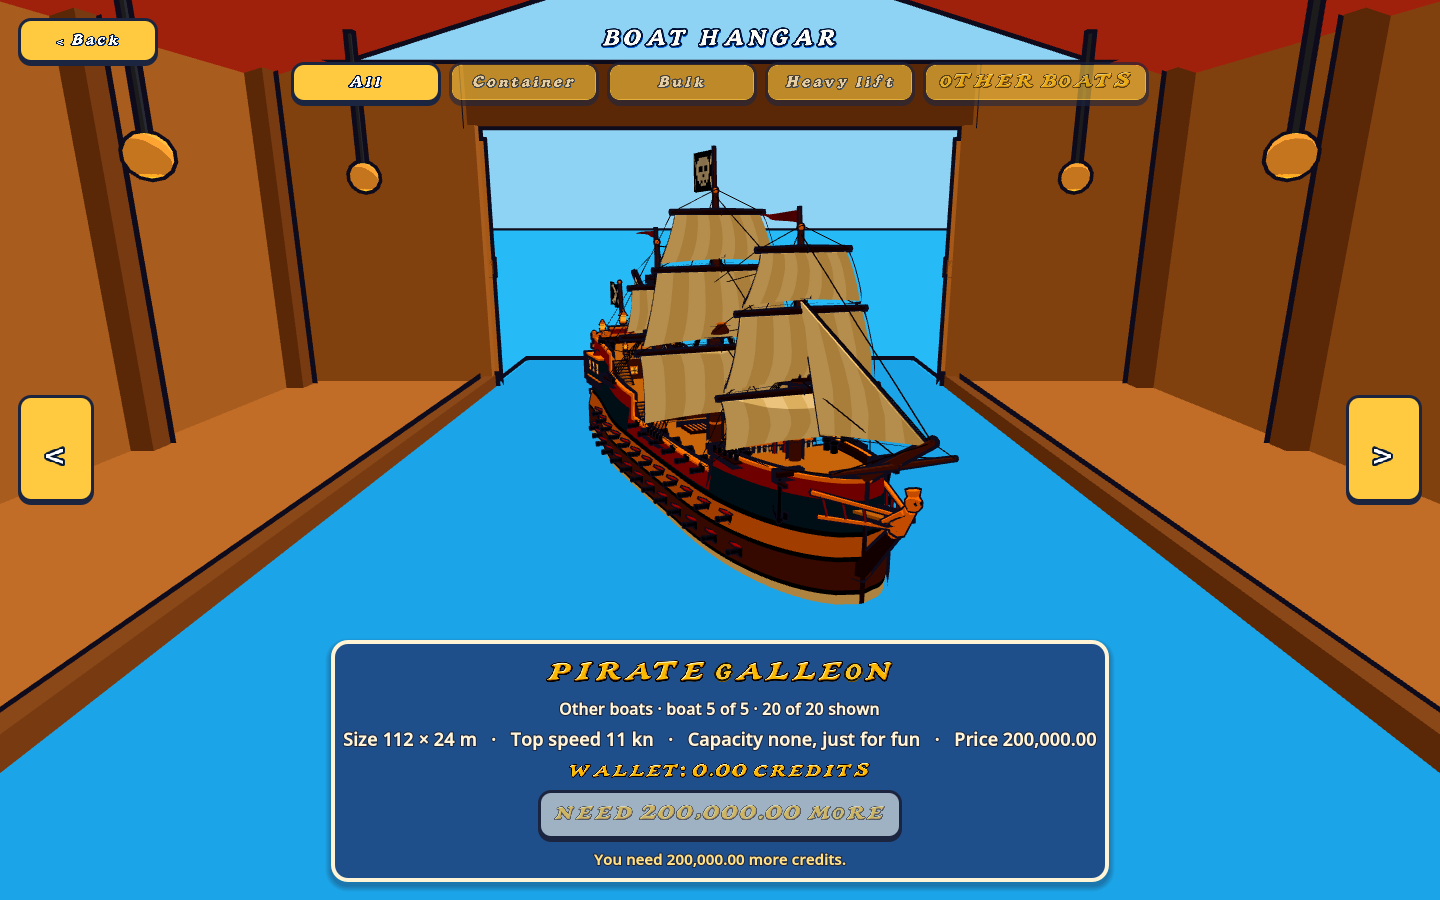 < Back
BOAT HANGAR
All
Container
Bulk
Heavy lift
OTHER BOATS
<
>
PIRATE GALLEON
Other boats · boat 5 of 5 · 20 of 20 shown
Size 112 × 24 m · Top speed 11 kn · Capacity none, just for fun · Price 200,000.00
WALLET: 0.00 CREDITS
NEED 200,000.00 MORE
You need 200,000.00 more credits.